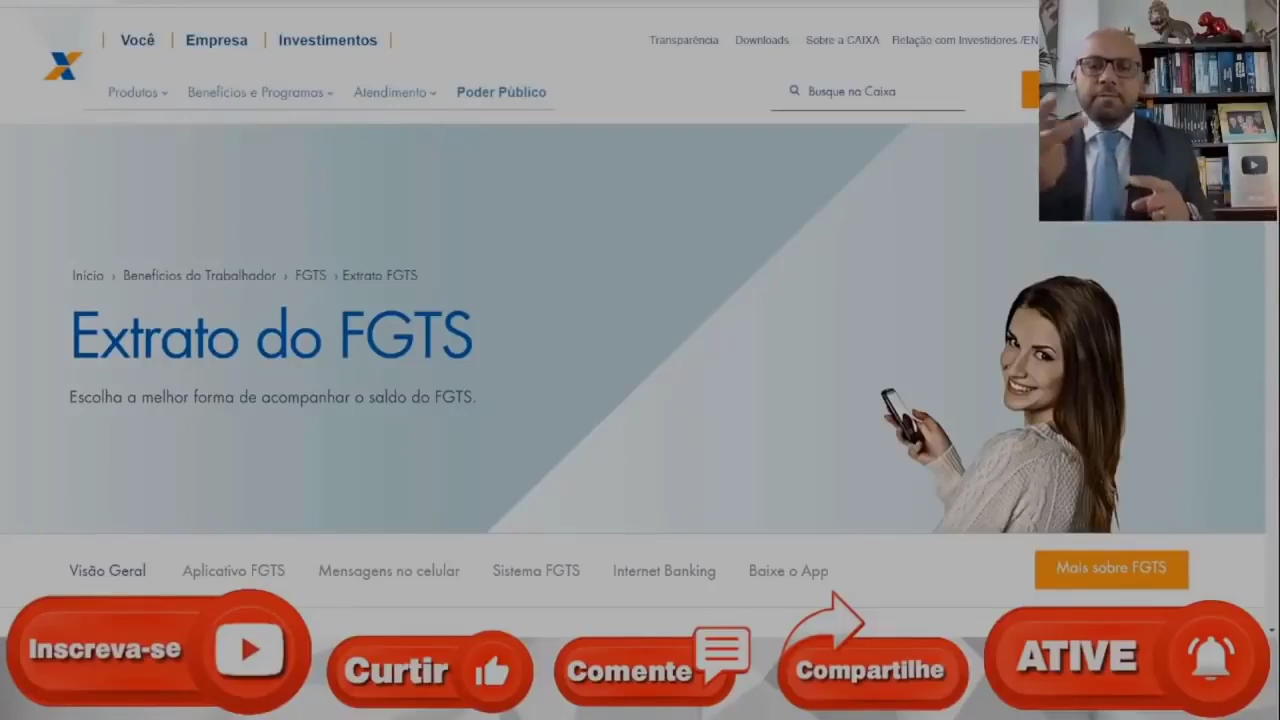 Você
Empresa
Investimentos
Transparência
Downloads
Sobre a CAIXA
Relação com Investidores /EN
Produtos
Benefícios e Programas
Atendimento
Poder Público
Busque na Caixa
Início › Benefícios do Trabalhador › FGTS › Extrato FGTS
Extrato do FGTS
Escolha a melhor forma de acompanhar o saldo do FGTS.
Visão Geral
Aplicativo FGTS
Mensagens no celular
Sistema FGTS
Internet Banking
Baixe o App
Mais sobre FGTS
Inscreva-se
Curtir
Comente
Compartilhe
ATIVE